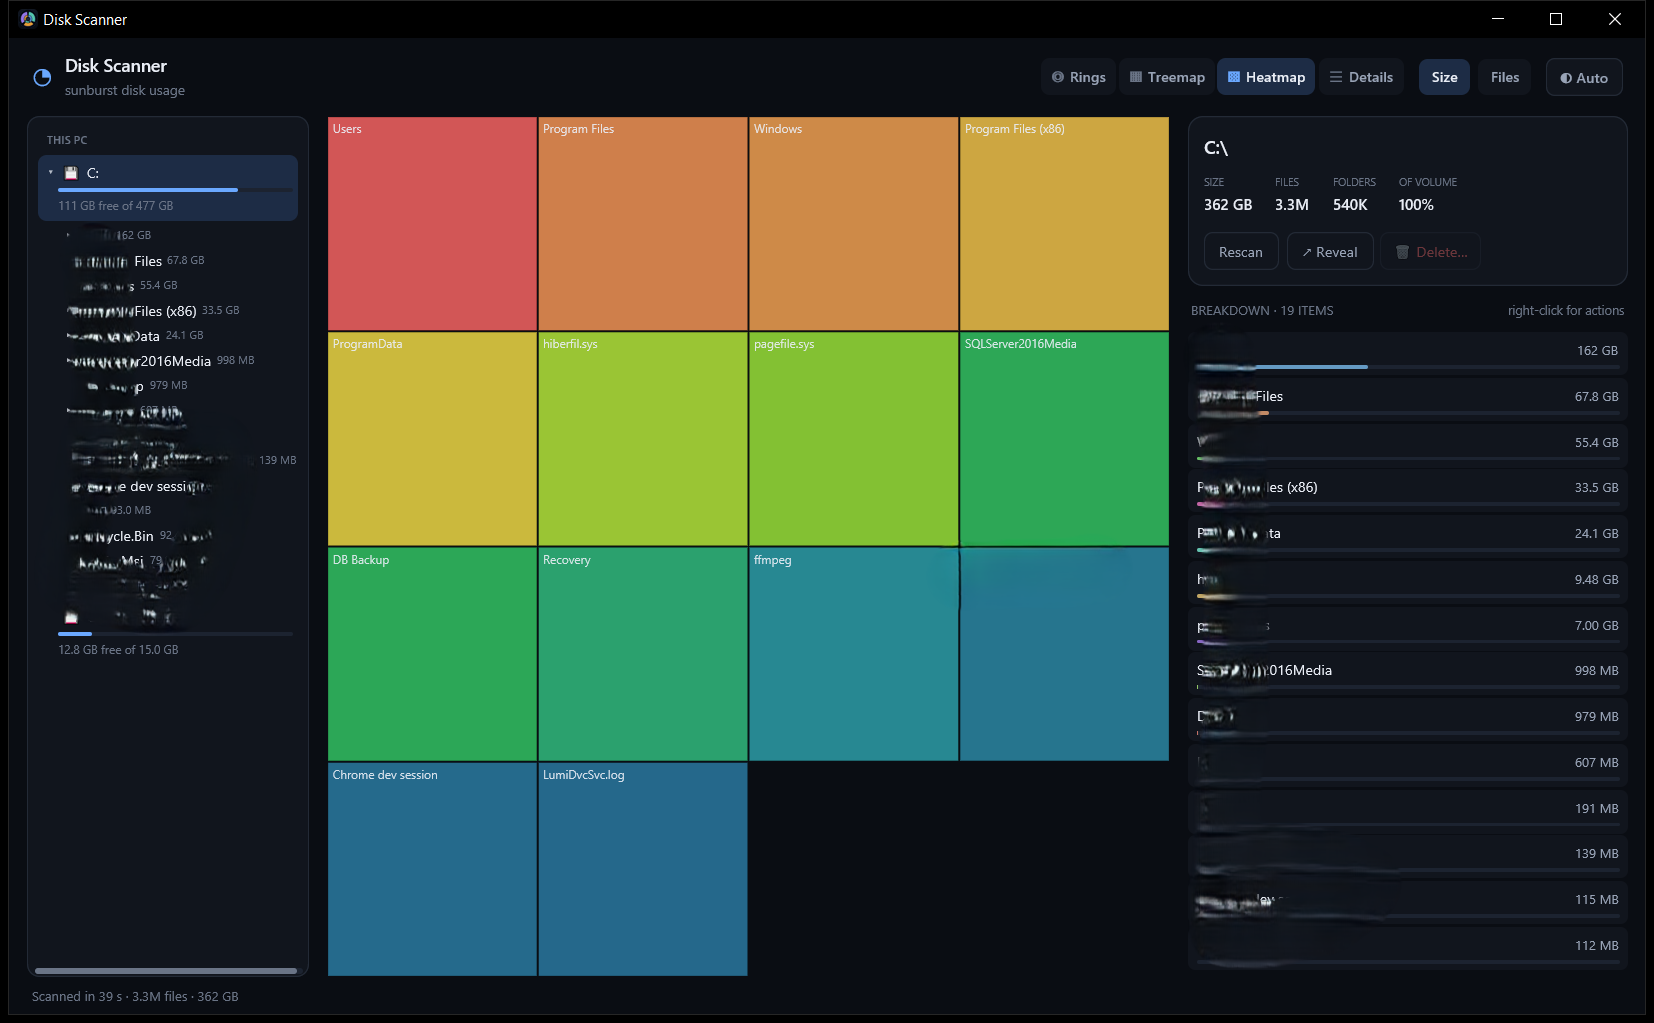 Disk Scanner
Disk Scanner
sunburst disk usage
Rings
Treemap
Heatmap
Details
Size
Files
Auto
THIS PC
C:
111 GB free of 477 GB
162 GB
Files 67.8 GB
55.4 GB
Files (x86) 33.5 GB
24.1 GB
2016Media 998 MB
979 MB
139 MB
dev
93.0 MB
12.8 GB free of 15.0 GB
Users
Program Files
Windows
Program Files (x86)
ProgramData
hiberfil.sys
pagefile.sys
SQLServer2016Media
DB Backup
Recovery
ffmpeg
Chrome dev session
LumiDvcSvc.log
C:\
SIZE FILES FOLDERS OF VOLUME
362 GB 3.3M 540K 100%
Rescan
↗ Reveal
Delete...
BREAKDOWN · 19 ITEMS
right-click for actions
162 GB
Files 67.8 GB
55.4 GB
(x86) 33.5 GB
24.1 GB
9.48 GB
7.00 GB
2016Media 998 MB
979 MB
607 MB
191 MB
139 MB
115 MB
112 MB
Scanned in 39 s · 3.3M files · 362 GB